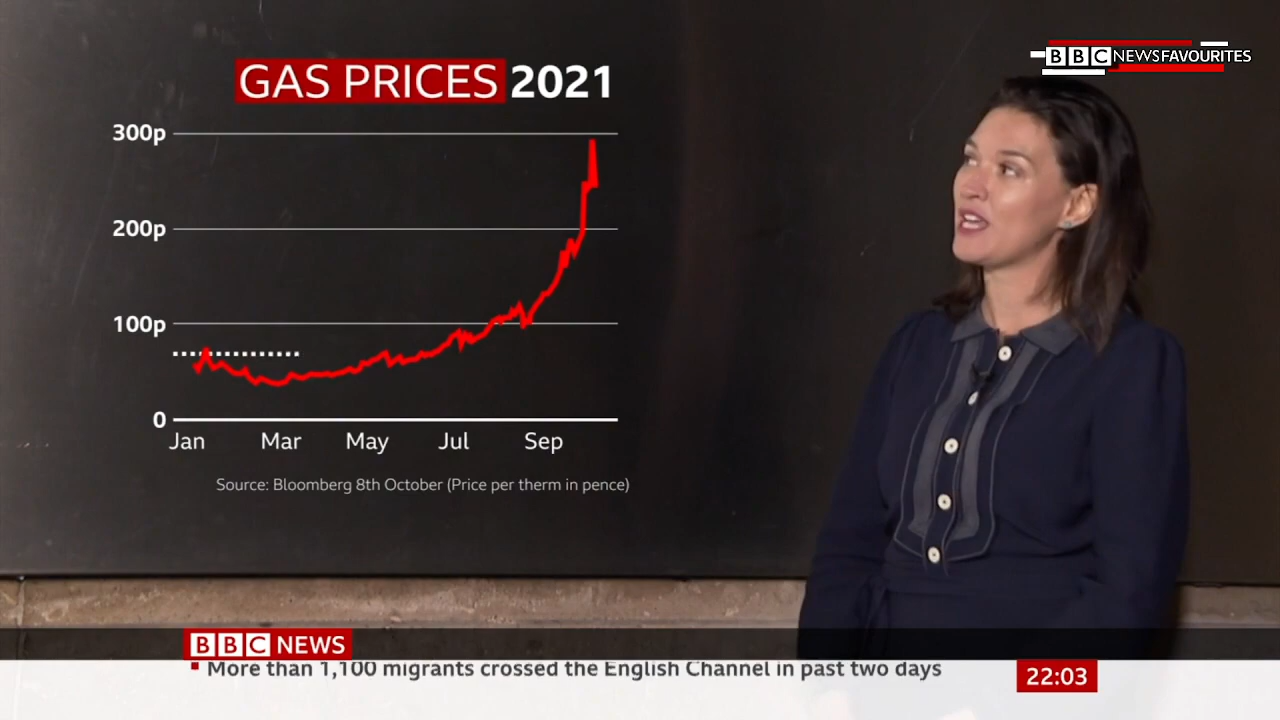 GAS PRICES 2021
BBC NEWS FAVOURITES
300p
200p
100p
0
Jan Mar May Jul Sep
Source: Bloomberg 8th October (Price per therm in pence)
BBC NEWS
More than 1,100 migrants crossed the English Channel in past two days
22:03